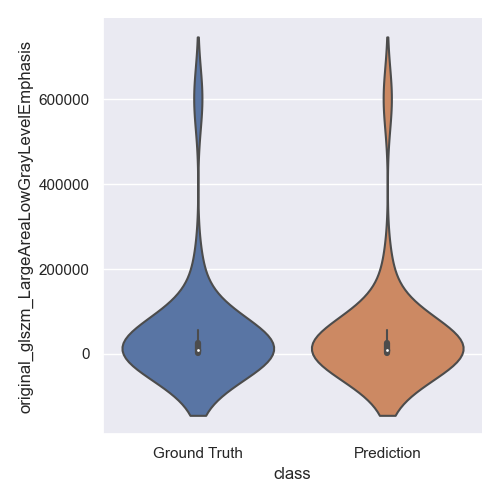 original_glszm_LargeAreaLowGrayLevelEmphasis
600000
400000
200000
0
Ground Truth
Prediction
class